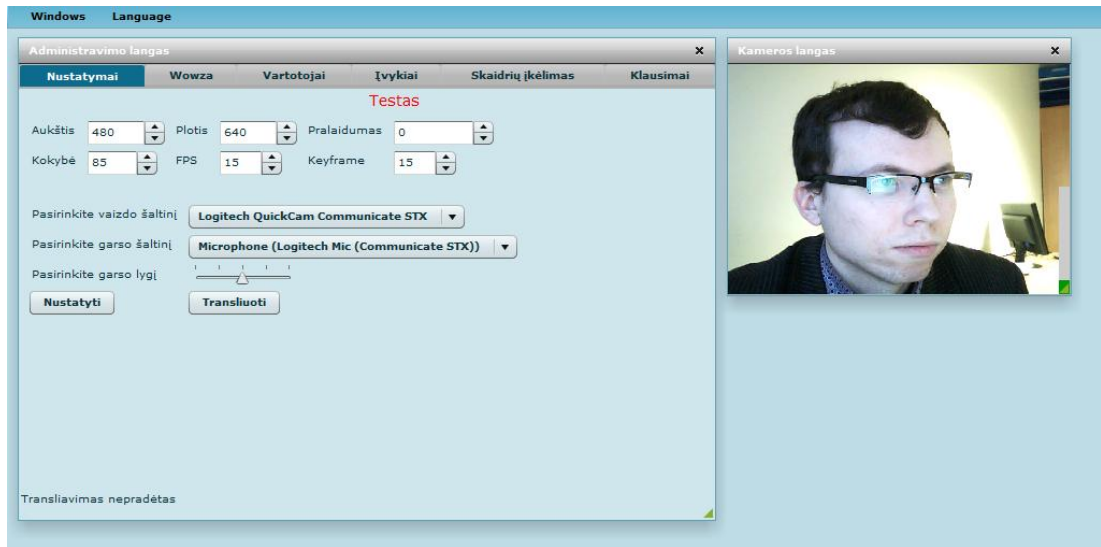 Windows Language
Administravimo langas
Nustatymai Wowza Vartotojai Įvykiai Skaidrių įkėlimas Klausimai
Testas
Aukštis 480 Plotis 640 Pralaidumas 0
Kokybė 85 FPS 15 Keyframe 15
Pasirinkite vaizdo šaltinį Logitech QuickCam Communicate STX
Pasirinkite garso šaltinį Microphone (Logitech Mic (Communicate STX))
Pasirinkite garso lygį
Nustatyti Transliuoti
Transliavimas nepradėtas
Kameros langas